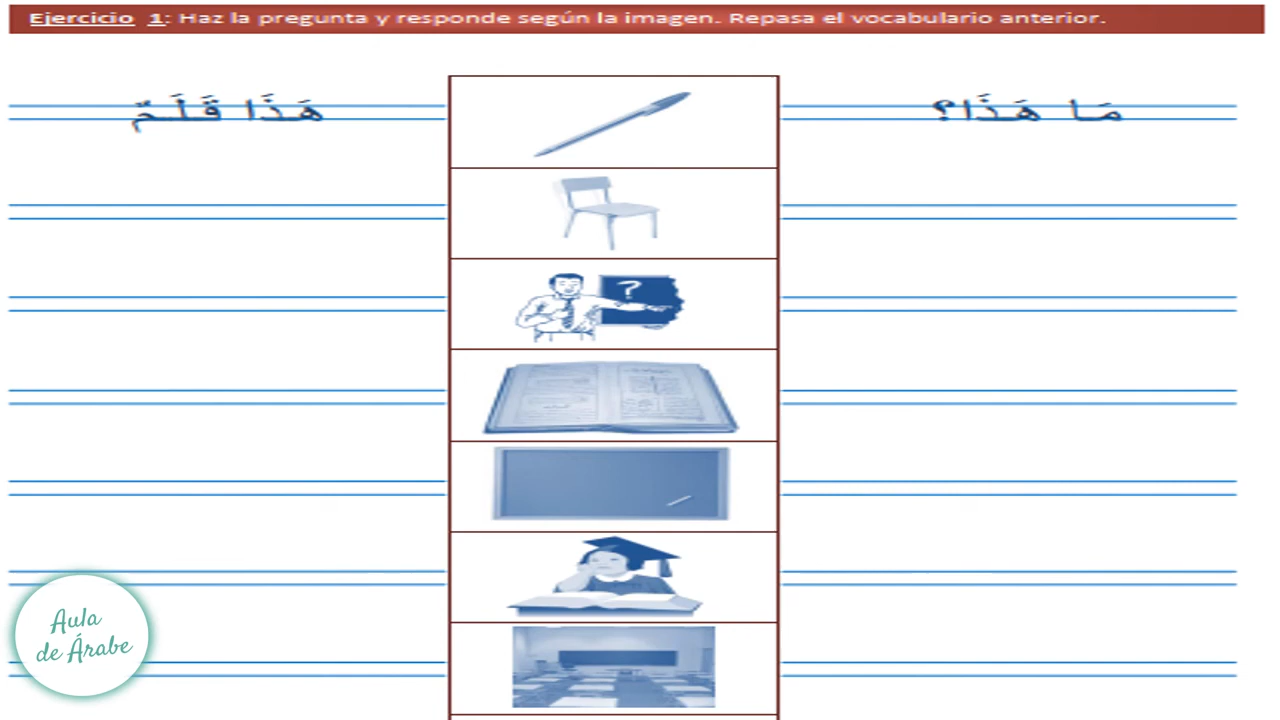 Ejercicio 1: Haz la pregunta y responde según la imagen. Repasa el vocabulario anterior.
مَا هَذَا؟
هَذَا قَلَمٌ
?
Aula
de Árabe